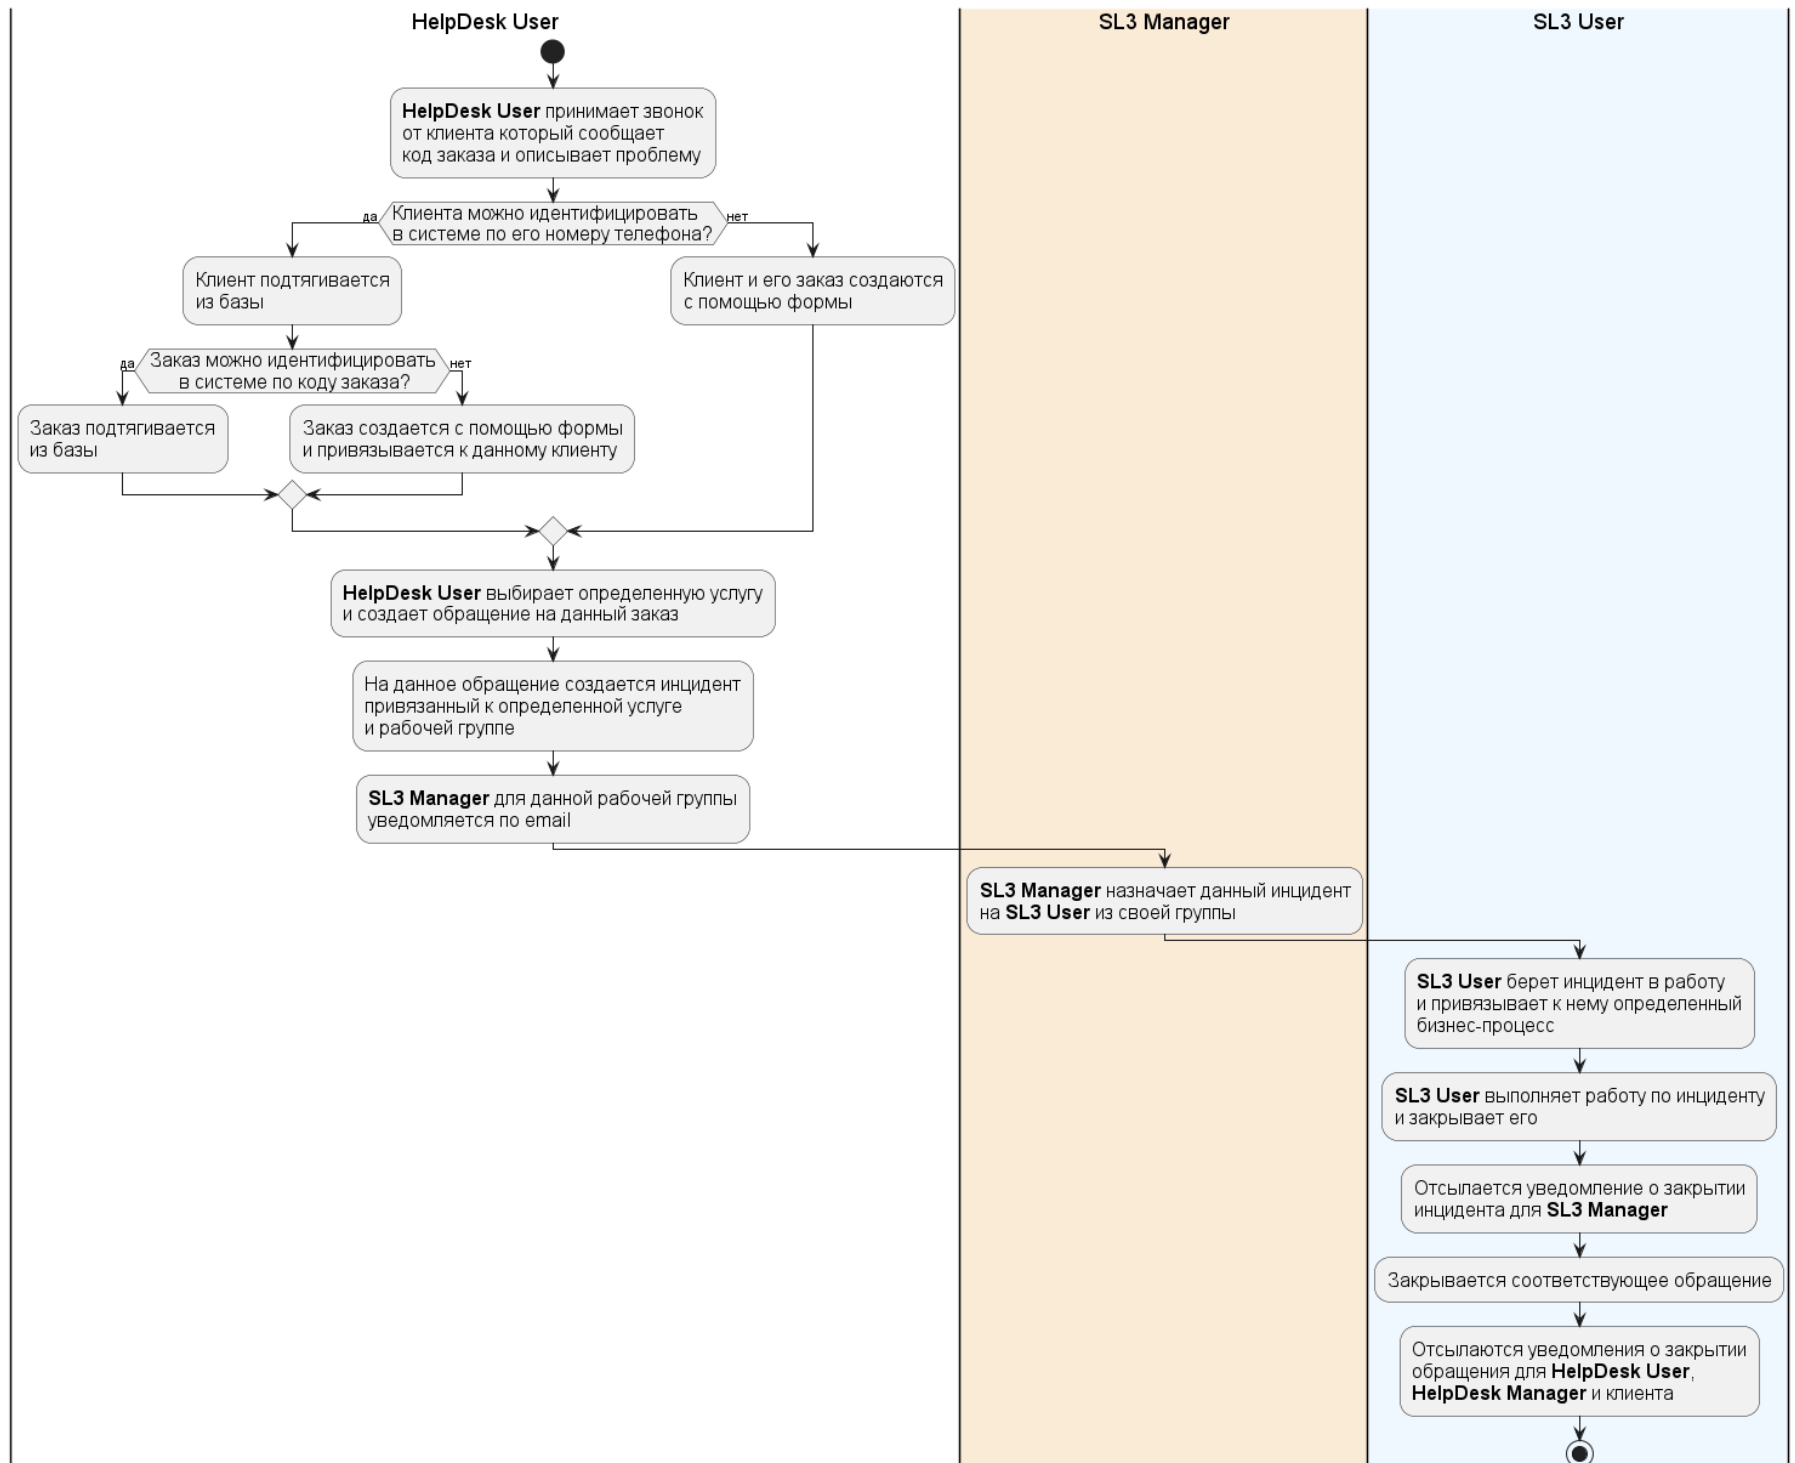 HelpDesk User
SL3 Manager
SL3 User
HelpDesk User принимает звонок
от клиента который сообщает
код заказа и описывает проблему
да
Клиента можно идентифицировать
в системе по его номеру телефона?
нет
Клиент подтягивается
из базы
Клиент и его заказ создаются
с помощью формы
да
Заказ можно идентифицировать
в системе по коду заказа?
нет
Заказ подтягивается
из базы
Заказ создается с помощью формы
и привязывается к данному клиенту
HelpDesk User выбирает определенную услугу
и создает обращение на данный заказ
На данное обращение создается инцидент
привязанный к определенной услуге
и рабочей группе
SL3 Manager для данной рабочей группы
уведомляется по email
SL3 Manager назначает данный инцидент
на SL3 User из своей группы
SL3 User берет инцидент в работу
и привязывает к нему определенный
бизнес-процесс
SL3 User выполняет работу по инциденту
и закрывает его
Отсылается уведомление о закрытии
инцидента для SL3 Manager
Закрывается соответствующее обращение
Отсылаются уведомления о закрытии
обращения для HelpDesk User,
HelpDesk Manager и клиента